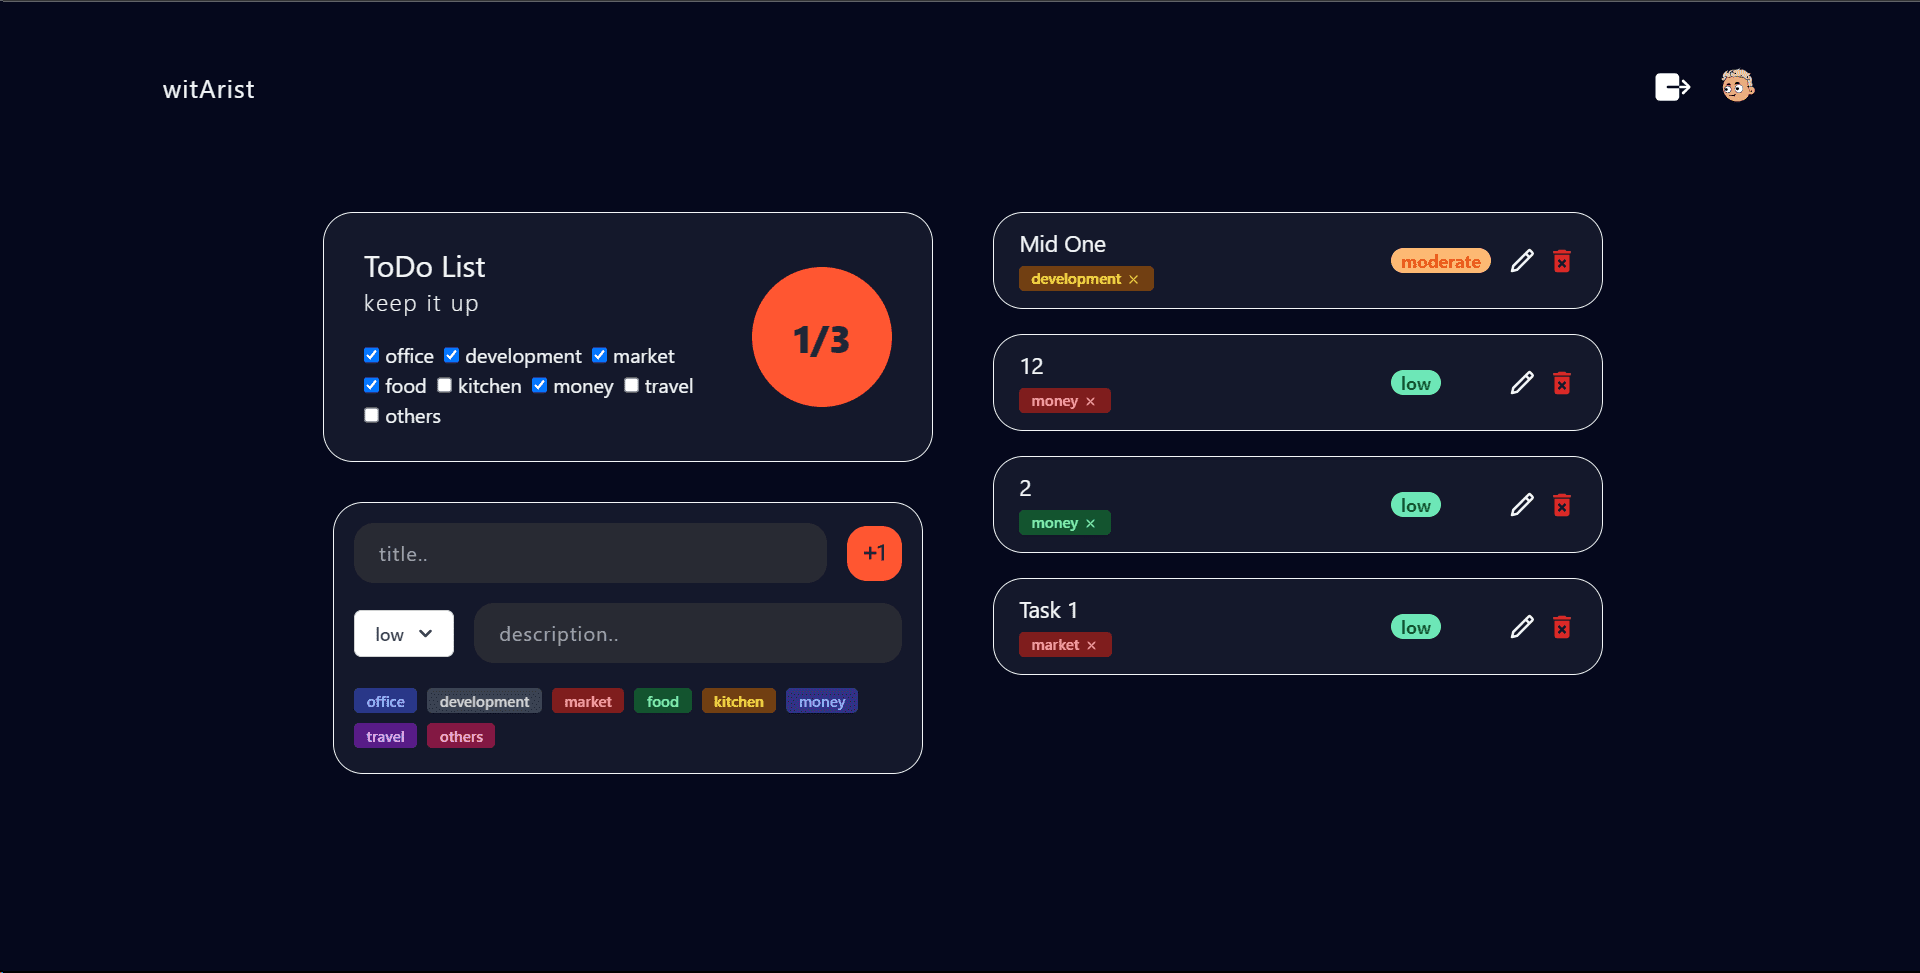 witArist
ToDo List
keep it up
office development market
food kitchen money travel
others
1/3
title..
+1
low
description..
office development market food kitchen money
travel others
Mid One
development ×
moderate
12
money ×
low
2
money ×
low
Task 1
market ×
low